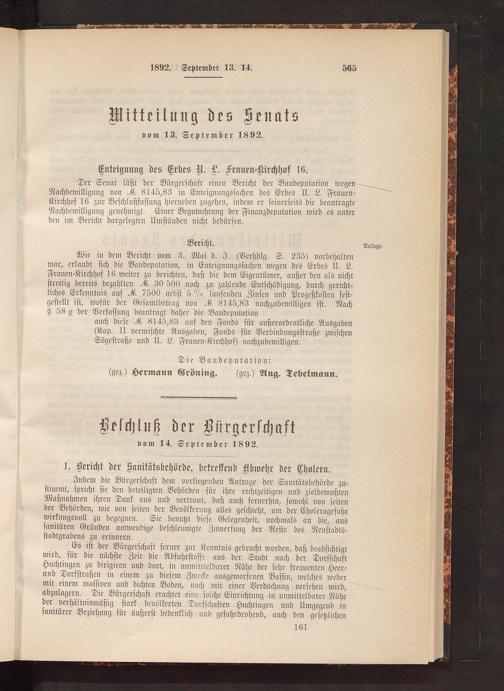 1892. September 13. 14. 565
Mitteilung des Senats
vom 13. September 1892.
Enteignung des Erbes U. L. Frauen-Kirchhof 16.
Der Senat läßt der Bürgerschaft einen Bericht der Baudeputation wegen
Nachbewilligung von ℳ 8145,83 in Enteignungssachen des Erbes U. L. Frauen-
Kirchhof 16 zur Beschlußfassung hierneben zugehen, indem er seinerseits die beantragte
Nachbewilligung genehmigt. Einer Begutachtung der Finanzdeputation wird es unter
den im Bericht dargelegten Umständen nicht bedürfen.
Bericht.
Anlage.
Wie in dem Bericht vom 3. Mai d. J. (Verhdlg. S. 235) vorbehalten
war, erlaubt sich die Baudeputation, in Enteignungssachen wegen des Erbes U. L.
Frauen-Kirchhof 16 weiter zu berichten, daß die dem Eigentümer, außer den als nicht
streitig bereits bezahlten ℳ 30 500 noch zu zahlende Entschädigung, durch gericht-
liches Erkenntnis auf ℳ 7500 nebst 5 % laufenden Zinsen und Prozeßkosten fest-
gestellt ist, wofür der Gesamtbetrag von ℳ 8145,83 nachzubewilligen ist. Nach
§ 58 g der Verfassung beantragt daher die Baudeputation
auch diese ℳ 8145,83 auf den Fonds für außerordentliche Ausgaben
(Kap. II vermischte Ausgaben, Fonds für Verbindungsstraße zwischen
Sögestraße und U. L. Frauen-Kirchhof) nachzubewilligen.
Die Baudeputation:
(gez.) Hermann Gröning. (gez.) Aug. Tebelmann.
Beschluß der Bürgerschaft
vom 14. September 1892.
1. Bericht der Sanitätsbehörde, betreffend Abwehr der Cholera.
Indem die Bürgerschaft dem vorliegenden Antrage der Sanitätsbehörde zu-
stimmt, spricht sie den beteiligten Behörden für ihre rechtzeitigen und zielbewußten
Maßnahmen ihren Dank aus und vertraut, daß auch fernerhin, sowohl von seiten
der Behörden, wie von seiten der Bevölkerung alles geschieht, um der Choleragefahr
wirkungsvoll zu begegnen. Sie benutzt diese Gelegenheit, nochmals an die, aus
sanitären Gründen notwendige beschleunigte Zuwerfung der Reste des Neustadts-
stadtgrabens zu erinnern.
Es ist der Bürgerschaft ferner zur Kenntnis gebracht worden, daß beabsichtigt
wird, für die nächste Zeit die Abfuhrstoffe aus der Stadt nach der Dorfschaft
Huchtingen zu dirigiren und dort, in unmittelbarer Nähe der sehr frequenten Heer-
und Dorfstraßen in einem zu diesem Zwecke ausgeworfenen Bassin, welches weder
mit einem massiven und dichten Boden, noch mit einer Verdachung versehen wird,
abzulagern. Die Bürgerschaft erachtet eine solche Einrichtung in unmittelbarer Nähe
der verhältnismäßig stark bevölkerten Dorfschaften Huchtingen und Umgegend in
sanitärer Beziehung für äußerst bedenklich und gefahrdrohend, auch den gesetzlichen
161